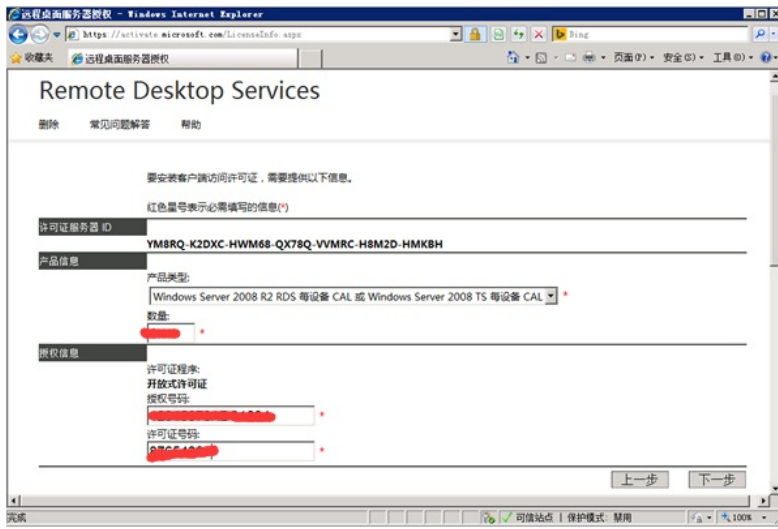 远程桌面服务器授权 - Windows Internet Explorer
https://activate.microsoft.com/LicenseInfo.aspx
Bing
收藏夹 远程桌面服务器授权 页面(P) 安全(S) 工具(O)
Remote Desktop Services
删除 常见问题解答 帮助
要安装客户端访问许可证，需要提供以下信息。
红色星号表示必需填写的信息(*)
许可证服务器 ID
YM8RQ-K2DXC-HWM68-QX78Q-VVMRC-H8M2D-HMKBH
产品信息
产品类型:
Windows Server 2008 R2 RDS 每设备 CAL 或 Windows Server 2008 TS 每设备 CAL *
数量:
*
授权信息
许可证程序:
开放式许可证
授权号码:
*
许可证号码:
*
上一步 下一步
完成 可信站点 | 保护模式: 禁用 100%